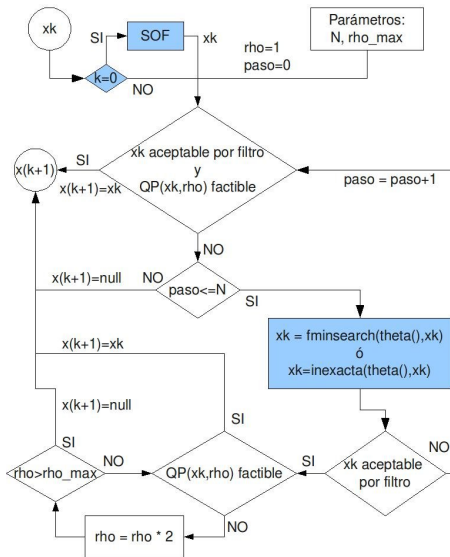 xk
SI
SOF
xk
Parámetros:
N, rho_max
rho=1
paso=0
k=0
NO
xk aceptable por filtro
y
QP(xk,rho) factible
SI
x(k+1)
x(k+1)=xk
paso = paso+1
NO
x(k+1)=null
NO
paso<=N
SI
xk = fminsearch(theta(),xk)
ó
xk=inexacta(theta(),xk)
x(k+1)=xk
x(k+1)=null
SI
SI
rho>rho_max
NO
QP(xk,rho) factible
SI
xk aceptable
por filtro
NO
NO
rho = rho * 2